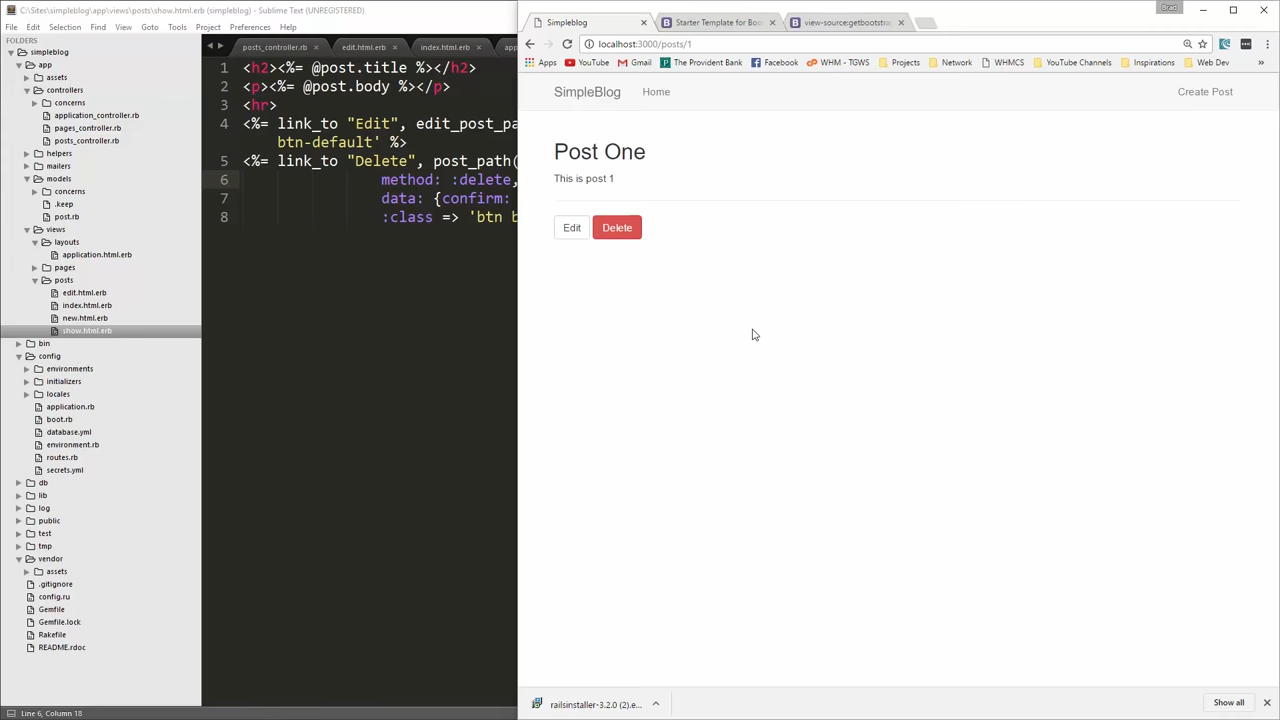 C:\Sites\simpleblog\app\views\posts\show.html.erb (simpleblog) - Sublime Text (UNREGISTERED)
File Edit Selection Find View Goto Tools Project Preferences Help
FOLDERS
simpleblog
app
assets
controllers
concerns
application_controller.rb
pages_controller.rb
posts_controller.rb
helpers
mailers
models
concerns
.keep
post.rb
views
layouts
application.html.erb
pages
posts
edit.html.erb
index.html.erb
new.html.erb
show.html.erb
bin
config
environments
initializers
locales
application.rb
boot.rb
database.yml
environment.rb
routes.rb
secrets.yml
db
lib
log
public
test
tmp
vendor
assets
.gitignore
config.ru
Gemfile
Gemfile.lock
Rakefile
README.rdoc
posts_controller.rb edit.html.erb index.html.erb app
1 <h2><%= @post.title %></h2>
2 <p><%= @post.body %></p>
3 <hr>
4 <%= link_to "Edit", edit_post_pa
btn-default' %>
5 <%= link_to "Delete", post_path(
6 method: :delete,
7 data: {confirm:
8 :class => 'btn b
Line 6, Column 18
Brad
Simpleblog Starter Template for Boo view-source:getbootstra
localhost:3000/posts/1
Apps YouTube Gmail The Provident Bank Facebook WHM - TGWS Projects Network WHMCS YouTube Channels Inspirations Web Dev
SimpleBlog Home Create Post
Post One
This is post 1
Edit Delete
railsinstaller-3.2.0 (2).e... Show all